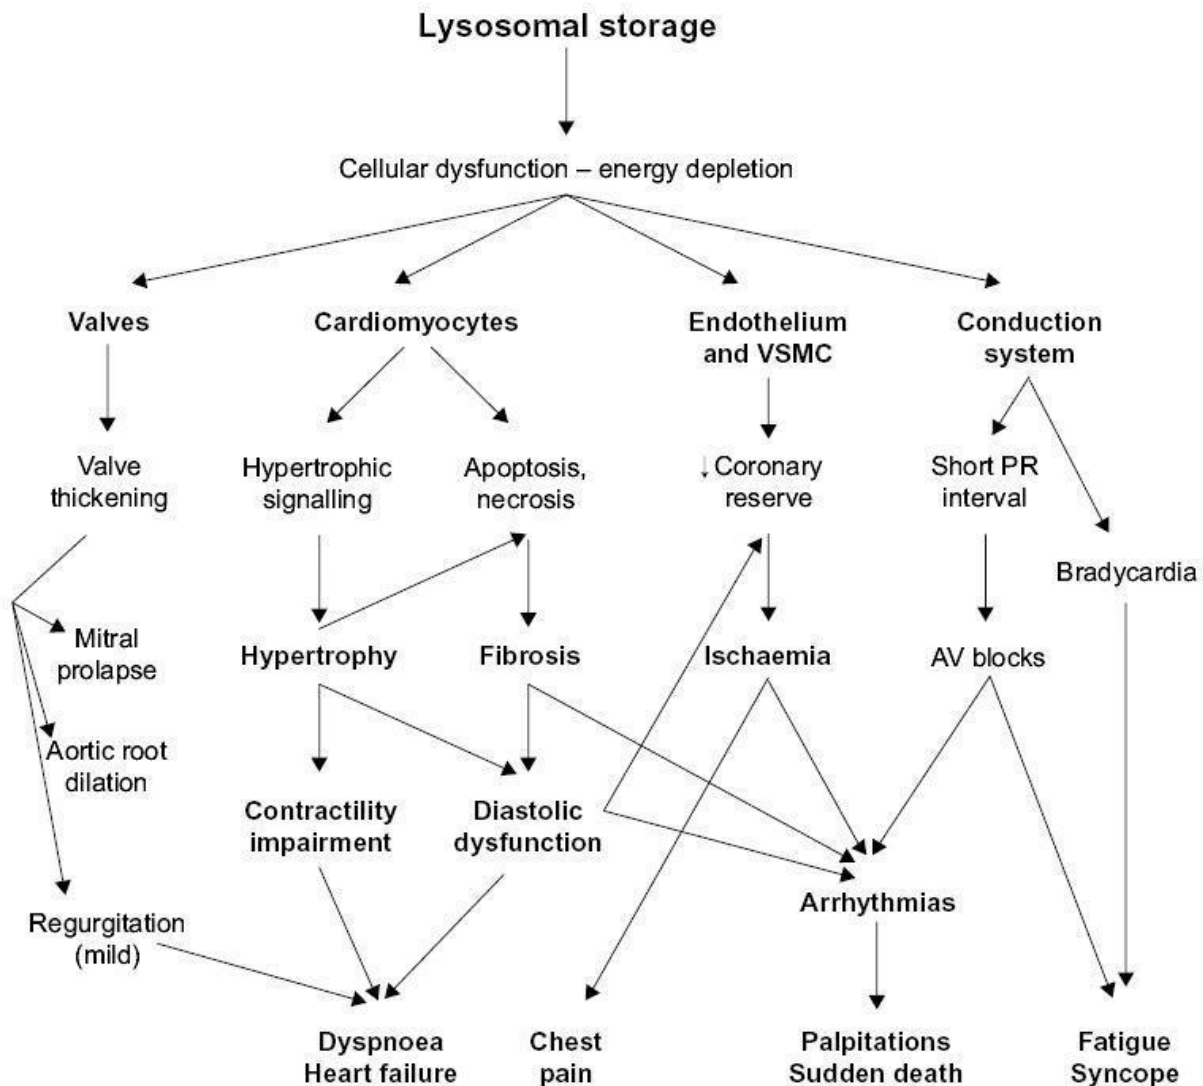 Lysosomal storage
Cellular dysfunction – energy depletion
Valves
Cardiomyocytes
Endothelium
and VSMC
Conduction
system
Valve
thickening
Hypertrophic
signalling
Apoptosis,
necrosis
↓ Coronary
reserve
Short PR
interval
Bradycardia
Mitral
prolapse
Hypertrophy
Fibrosis
Ischaemia
AV blocks
Aortic root
dilation
Contractility
impairment
Diastolic
dysfunction
Arrhythmias
Regurgitation
(mild)
Dyspnoea
Heart failure
Chest
pain
Palpitations
Sudden death
Fatigue
Syncope